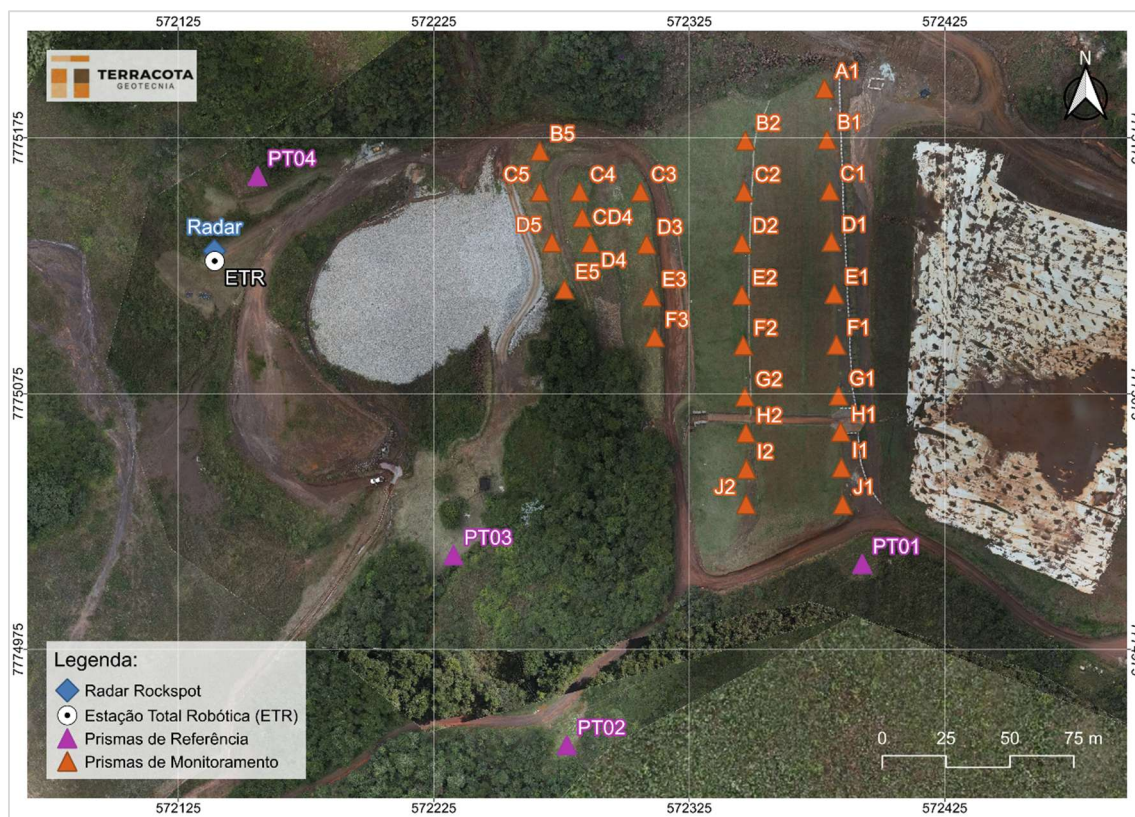 572125 572225 572325 572425
TERRACOTA
GEOTECNIA
N
A1
7775175 B5 B2 B1 7775175
PT04 C5 C4 C3 C2 C1
CD4
Radar D5 D3 D2 D1
ETR E5 D4
E3 E2 E1
F3 F2 F1
7775075 G2 G1 7775075
H2 H1
I2 I1
J2 J1
PT03 PT01
7774975 7774975
Legenda:
Radar Rockspot
Estação Total Robótica (ETR)
Prismas de Referência
Prismas de Monitoramento
PT02
0 25 50 75 m
572125 572225 572325 572425